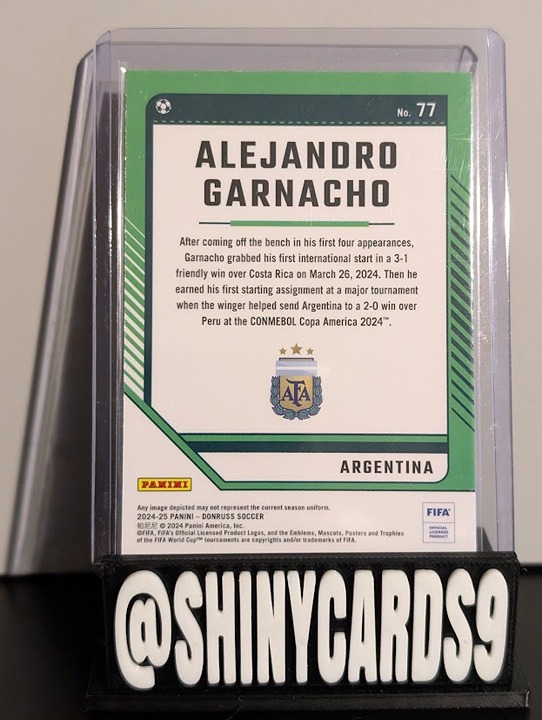 No. 77
ALEJANDRO
GARNACHO
After coming off the bench in his first four appearances,
Garnacho grabbed his first international start in a 3-1
friendly win over Costa Rica on March 26, 2024. Then he
earned his first starting assignment at a major tournament
when the winger helped send Argentina to a 2-0 win over
Peru at the CONMEBOL Copa America 2024™.
AFA
ARGENTINA
PANINI
Any image depicted may not represent the current season uniform.
2024-25 PANINI – DONRUSS SOCCER
帕尼尼 © 2024 Panini America, Inc.
©FIFA, FIFA's Official Licensed Product Logos, and the Emblems, Mascots, Posters and Trophies
of the FIFA World Cup™ tournaments are copyrights and/or trademarks of FIFA.
FIFA
OFFICIAL
LICENSED
PRODUCT
@SHINYCARDS9